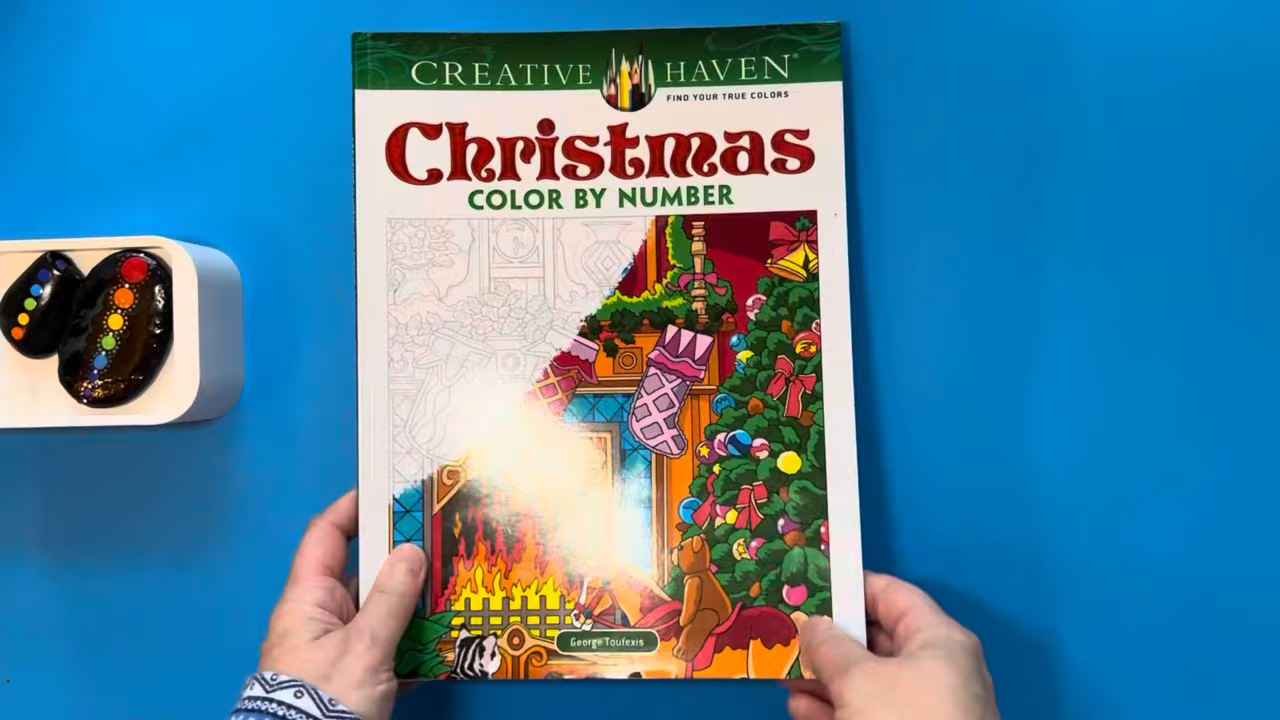 CREATIVE HAVEN®
FIND YOUR TRUE COLORS
Christmas
COLOR BY NUMBER
George Toufexis